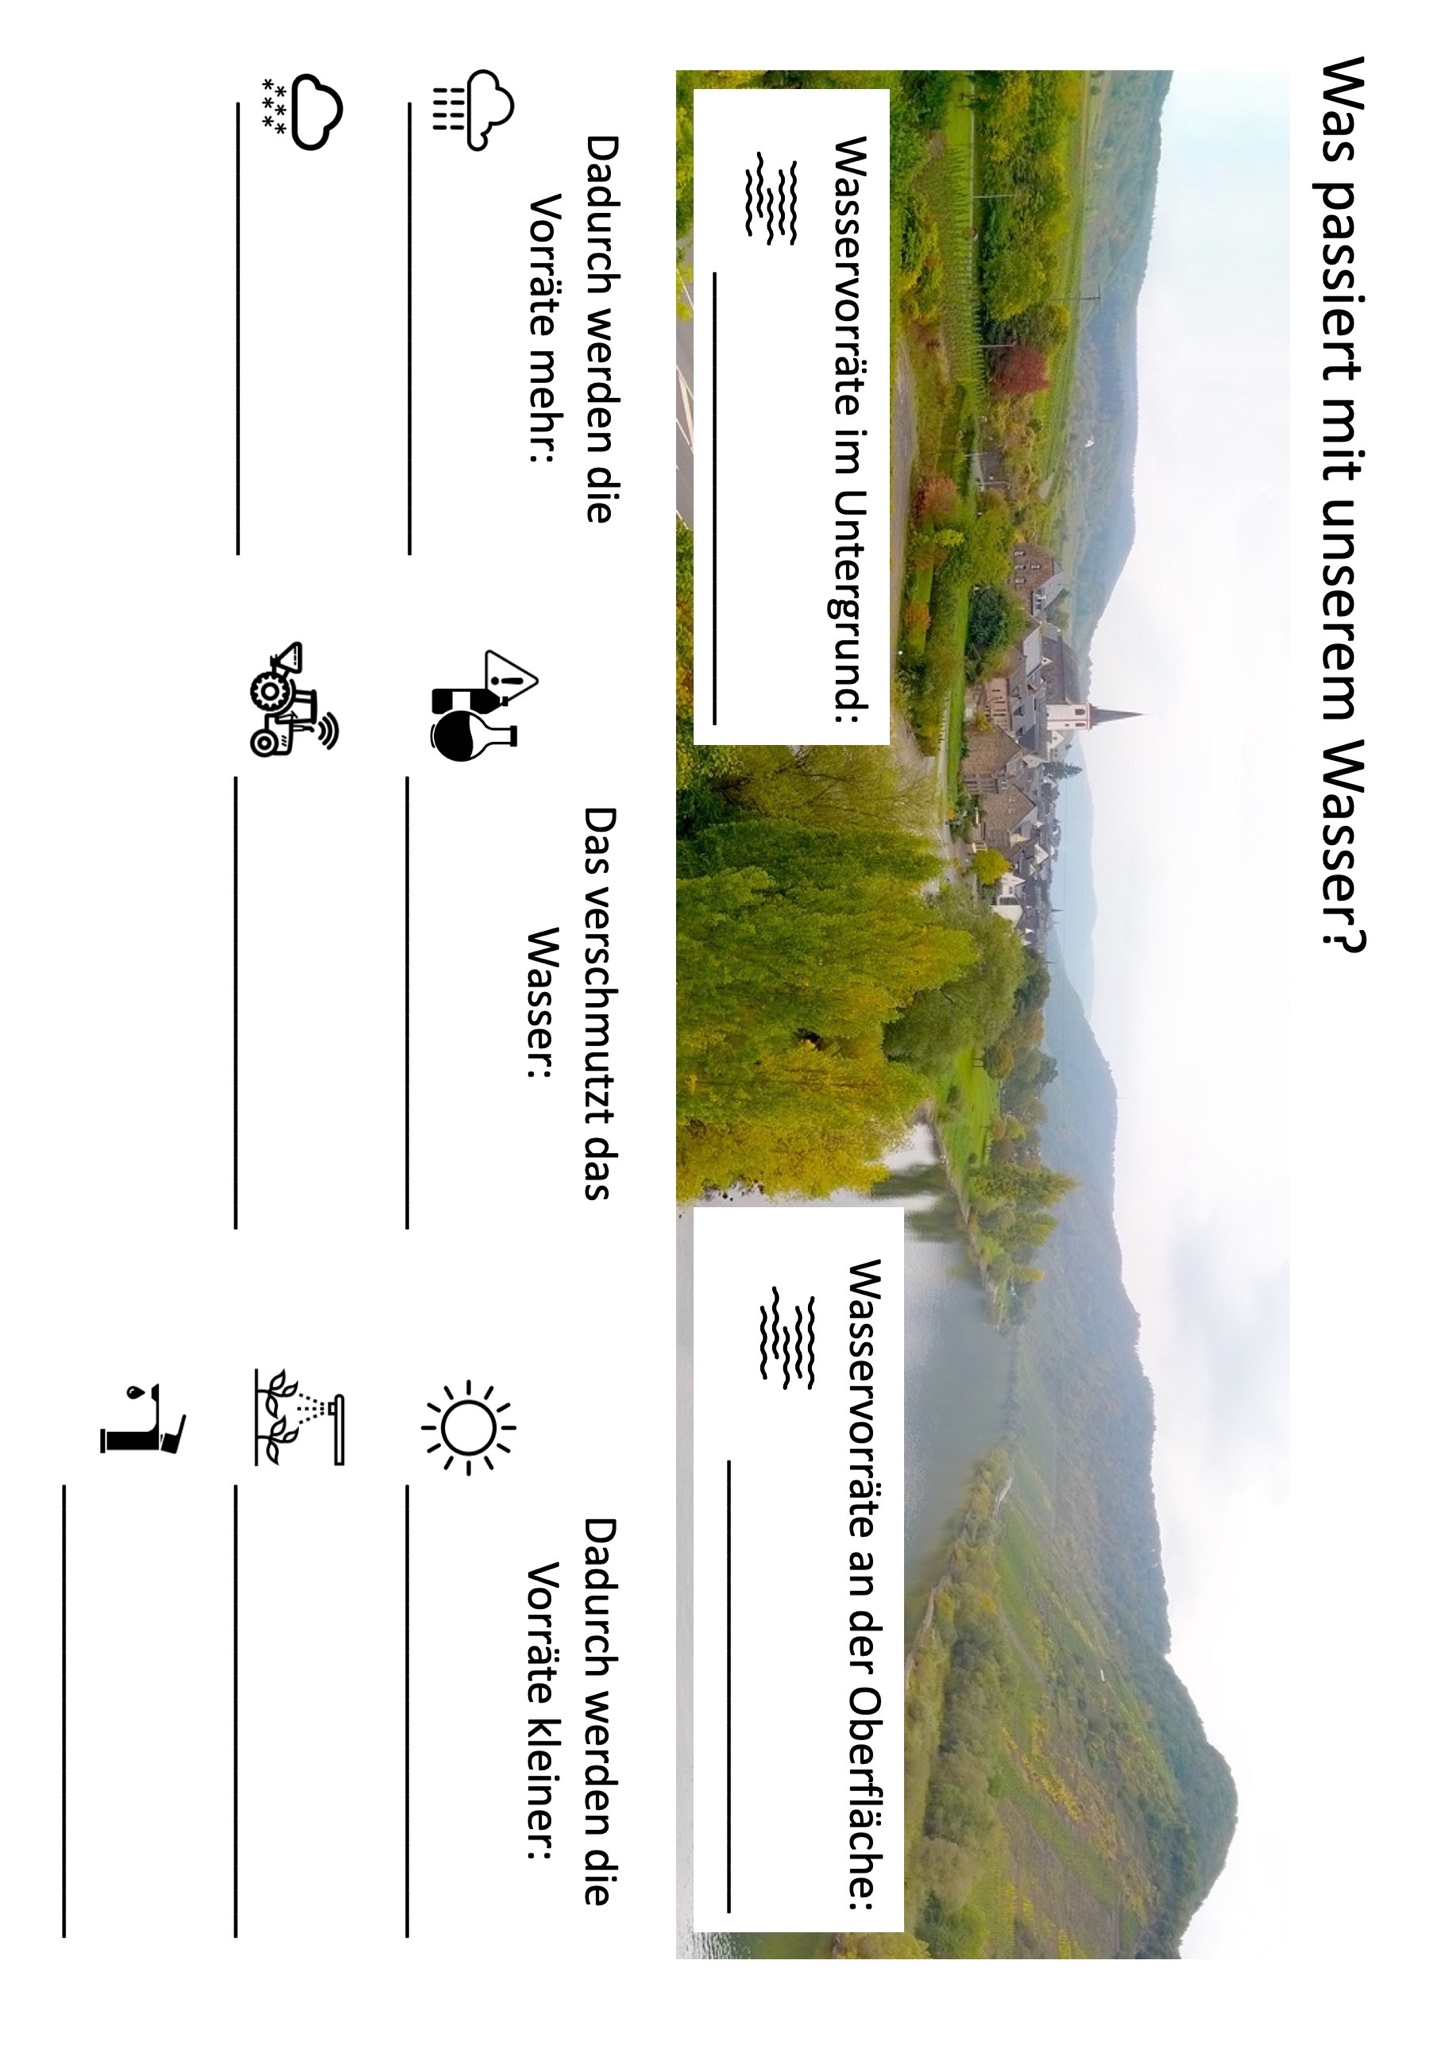 Was passiert mit unserem Wasser?
Wasservorräte im Untergrund:
Wasservorräte an der Oberfläche:
Dadurch werden die
Vorräte mehr:
Das verschmutzt das
Wasser:
Dadurch werden die
Vorräte kleiner: